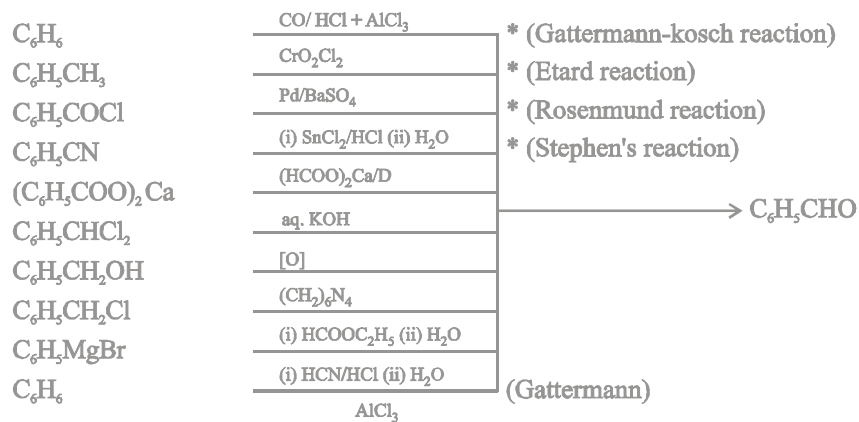 C₆H₆ CO/ HCl + AlCl₃ * (Gattermann-kosch reaction)
C₆H₅CH₃ CrO₂Cl₂ * (Etard reaction)
C₆H₅COCl Pd/BaSO₄ * (Rosenmund reaction)
C₆H₅CN (i) SnCl₂/HCl (ii) H₂O * (Stephen's reaction)
(C₆H₅COO)₂Ca (HCOO)₂Ca/D
C₆H₅CHCl₂ aq. KOH C₆H₅CHO
C₆H₅CH₂OH [O]
C₆H₅CH₂Cl (CH₂)₆N₄
C₆H₅MgBr (i) HCOOC₂H₅ (ii) H₂O
C₆H₆ (i) HCN/HCl (ii) H₂O (Gattermann)
AlCl₃